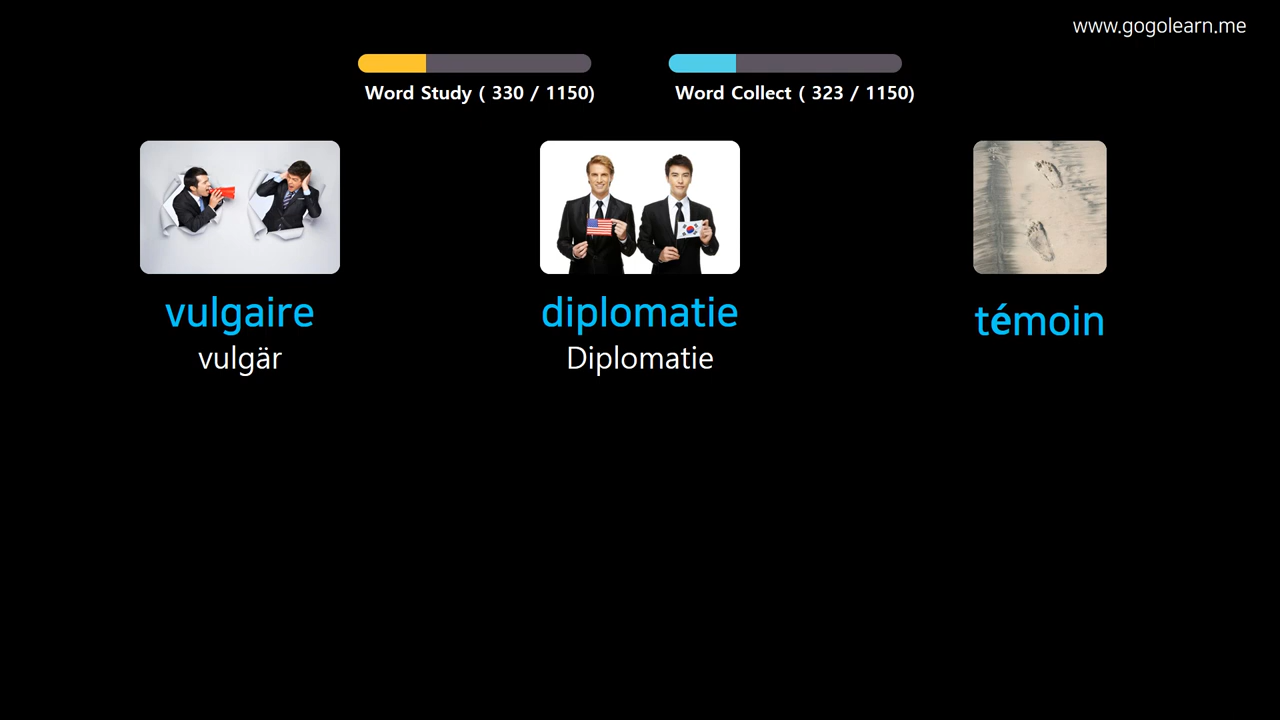 www.gogolearn.me
Word Study ( 330 / 1150)
Word Collect ( 323 / 1150)
vulgaire
vulgär
diplomatie
Diplomatie
témoin